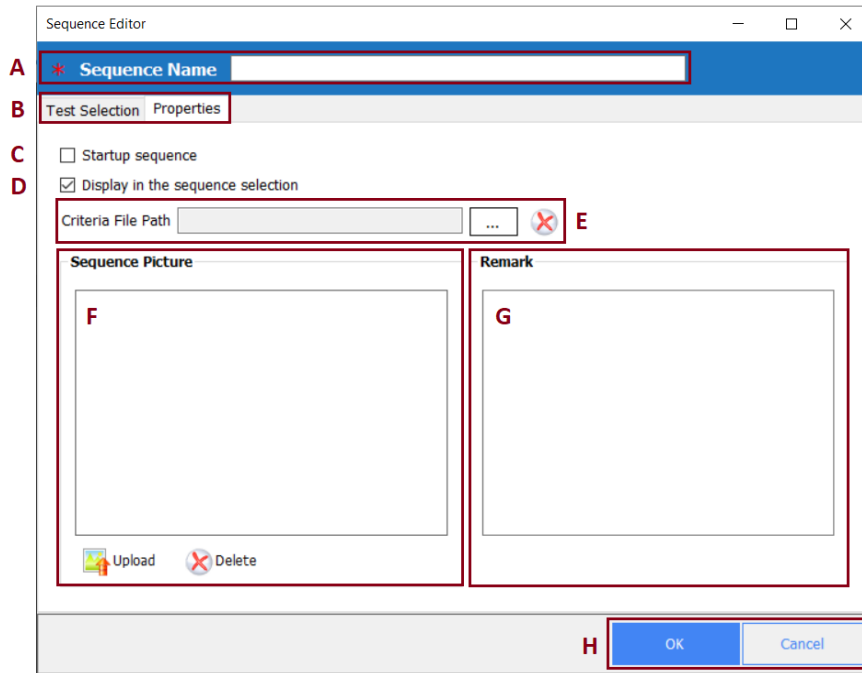 Sequence Editor
A * Sequence Name
B Test Selection Properties
C Startup sequence
D Display in the sequence selection
Criteria File Path ... E
Sequence Picture Remark
F G
Upload Delete
H OK Cancel